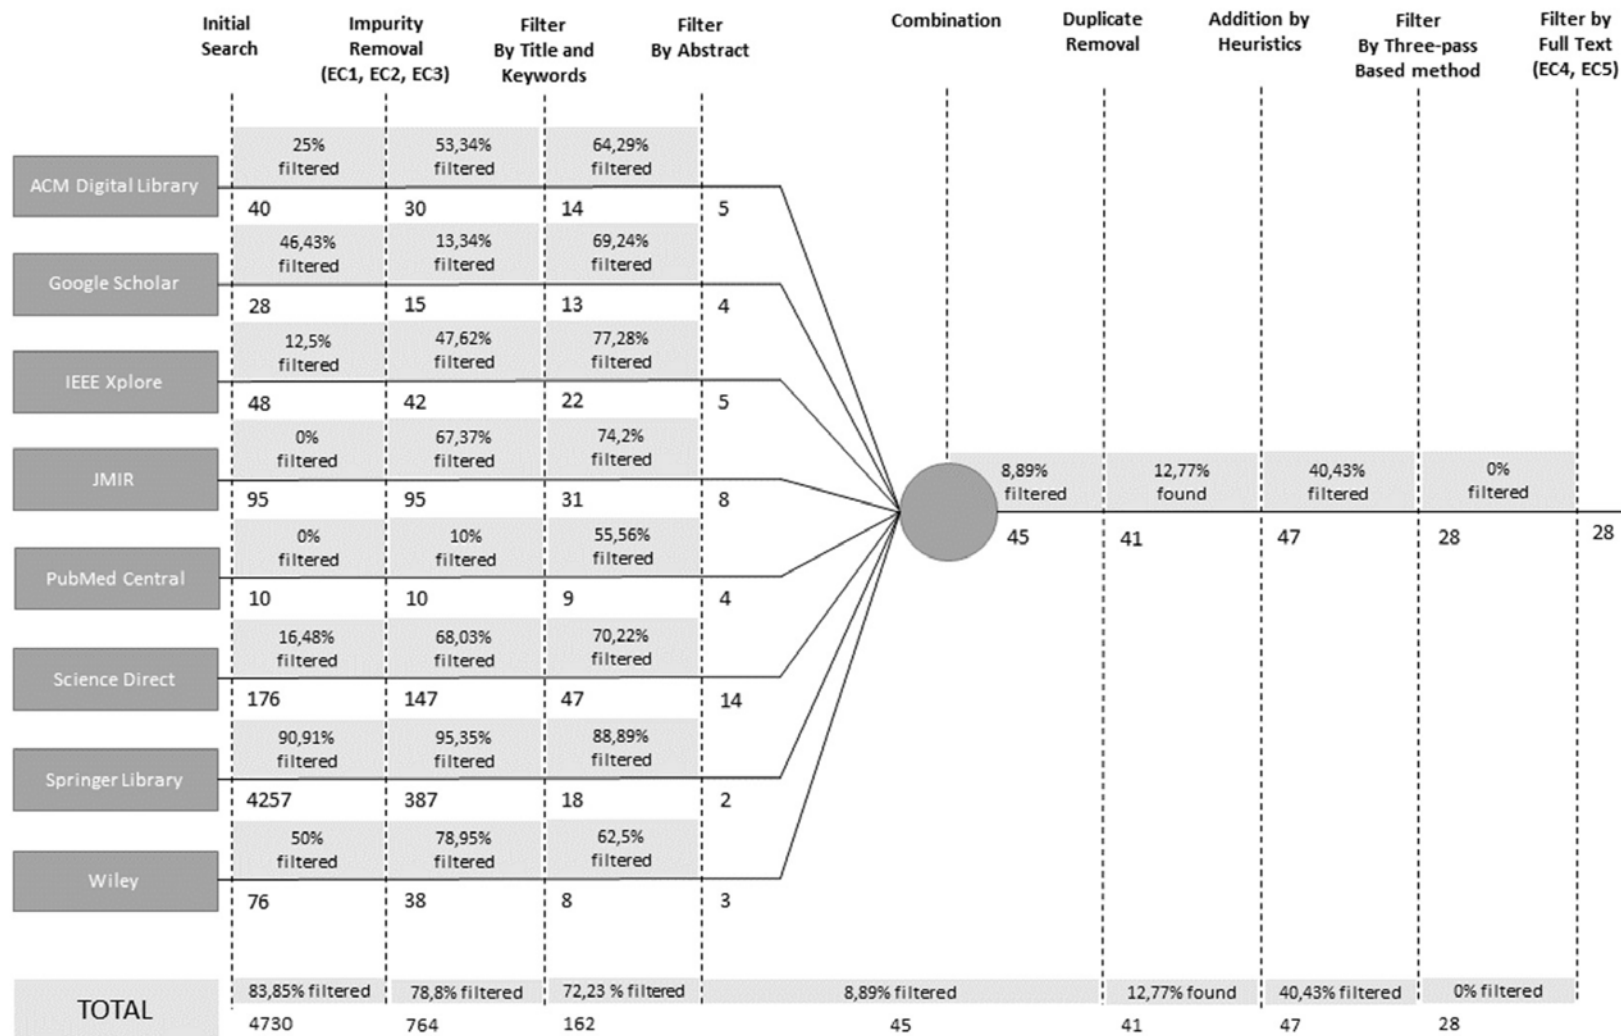 Initial
Search
Impurity
Removal
(EC1, EC2, EC3)
Filter
By Title and
Keywords
Filter
By Abstract
Combination
Duplicate
Removal
Addition by
Heuristics
Filter
By Three-pass
Based method
Filter by
Full Text
(EC4, EC5)
25%
filtered
53,34%
filtered
64,29%
filtered
ACM Digital Library
40
30
14
5
46,43%
filtered
13,34%
filtered
69,24%
filtered
Google Scholar
28
15
13
4
12,5%
filtered
47,62%
filtered
77,28%
filtered
IEEE Xplore
48
42
22
5
0%
filtered
67,37%
filtered
74,2%
filtered
JMIR
95
95
31
8
0%
filtered
10%
filtered
55,56%
filtered
PubMed Central
10
10
9
4
16,48%
filtered
68,03%
filtered
70,22%
filtered
Science Direct
176
147
47
14
90,91%
filtered
95,35%
filtered
88,89%
filtered
Springer Library
4257
387
18
2
50%
filtered
78,95%
filtered
62,5%
filtered
Wiley
76
38
8
3
8,89%
filtered
12,77%
found
40,43%
filtered
0%
filtered
45
41
47
28
28
TOTAL
83,85% filtered
78,8% filtered
72,23 % filtered
8,89% filtered
12,77% found
40,43% filtered
0% filtered
4730
764
162
45
41
47
28